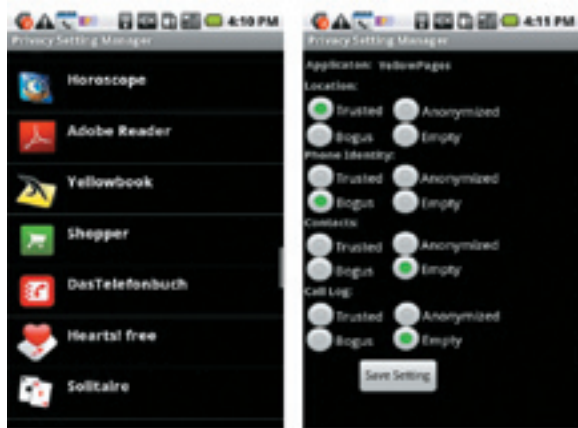 4:10 PM
Privacy Setting Manager
Horoscope
Adobe Reader
Yellowbook
Shopper
DasTelefonbuch
Hearts! free
Solitaire
4:11 PM
Privacy Setting Manager
Application: YellowPages
Location:
Trusted Anonymized
Bogus Empty
Phone Identity:
Trusted Anonymized
Bogus Empty
Contacts:
Trusted Anonymized
Bogus Empty
Call Log:
Trusted Anonymized
Bogus Empty
Save Setting